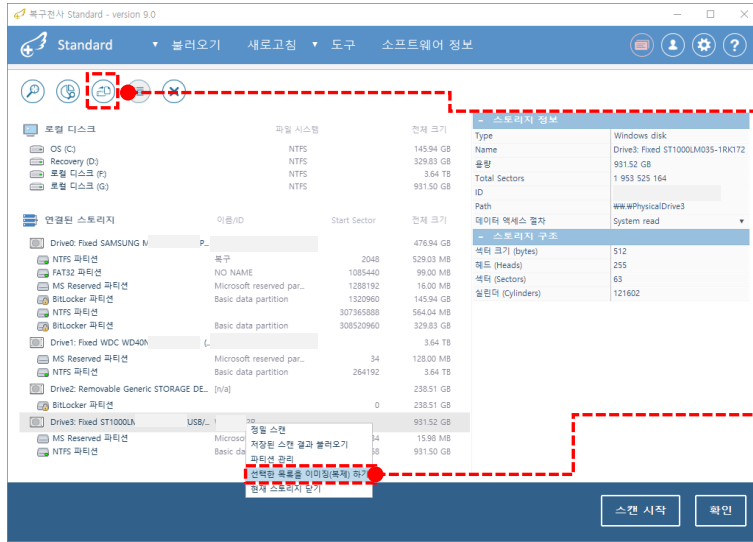 복구천사 Standard - version 9.0
Standard ▾ 불러오기 새로고침 ▾ 도구 소프트웨어 정보
로컬 디스크 파일 시스템 전체 크기
OS (C:) NTFS 145.94 GB
Recovery (D:) NTFS 329.83 GB
로컬 디스크 (F:) NTFS 3.64 TB
로컬 디스크 (G:) NTFS 931.50 GB
연결된 스토리지 이름/ID Start Sector 전체 크기
Drive0: Fixed SAMSUNG P... 476.94 GB
NTFS 파티션 복구 2048 529.03 MB
FAT32 파티션 NO NAME 1085440 99.00 MB
MS Reserved 파티션 Microsoft reserved par... 1288192 16.00 MB
BitLocker 파티션 Basic data partition 1320960 145.94 GB
NTFS 파티션 307365888 564.04 MB
BitLocker 파티션 Basic data partition 308520960 329.83 GB
Drive1: Fixed WDC WD40 (... 3.64 TB
MS Reserved 파티션 Microsoft reserved par... 34 128.00 MB
NTFS 파티션 Basic data partition 264192 3.64 TB
Drive2: Removable Generic STORAGE DE... [n/a] 238.51 GB
BitLocker 파티션 0 238.51 GB
Drive3: Fixed ST1000L USB/... 931.52 GB
MS Reserved 파티션 Microso 34 15.98 MB
NTFS 파티션 Basic da 931.50 GB
정밀 스캔
저장된 스캔 결과 불러오기
파티션 관리
선택한 목록을 이미징(복제) 하기
현재 스토리지 닫기
- 스토리지 정보
Type Windows disk
Name Drive3: Fixed ST1000LM035-1RK172
용량 931.52 GB
Total Sectors 1 953 525 164
ID
Path ₩₩.₩PhysicalDrive3
데이터 액세스 절차 System read ▾
- 스토리지 구조
섹터 크기 (bytes) 512
헤드 (Heads) 255
섹터 (Sectors) 63
실린더 (Cylinders) 121602
스캔 시작 확인